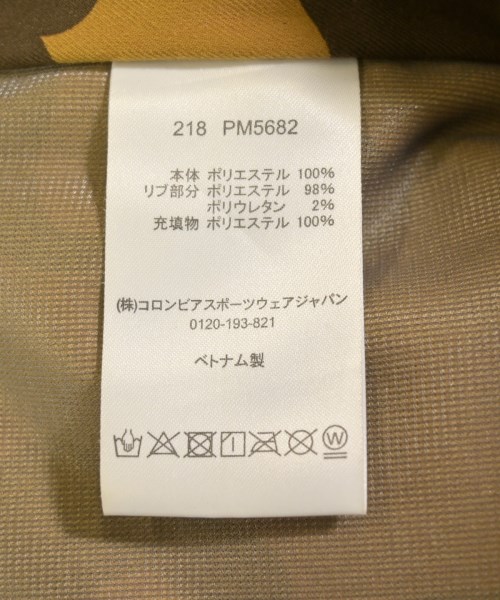 218 PM5682
本体 ポリエステル 100%
リブ部分 ポリエステル 98%
ポリウレタン 2%
充填物 ポリエステル 100%
(株)コロンビアスポーツウェアジャパン
0120-193-821
ベトナム製
W